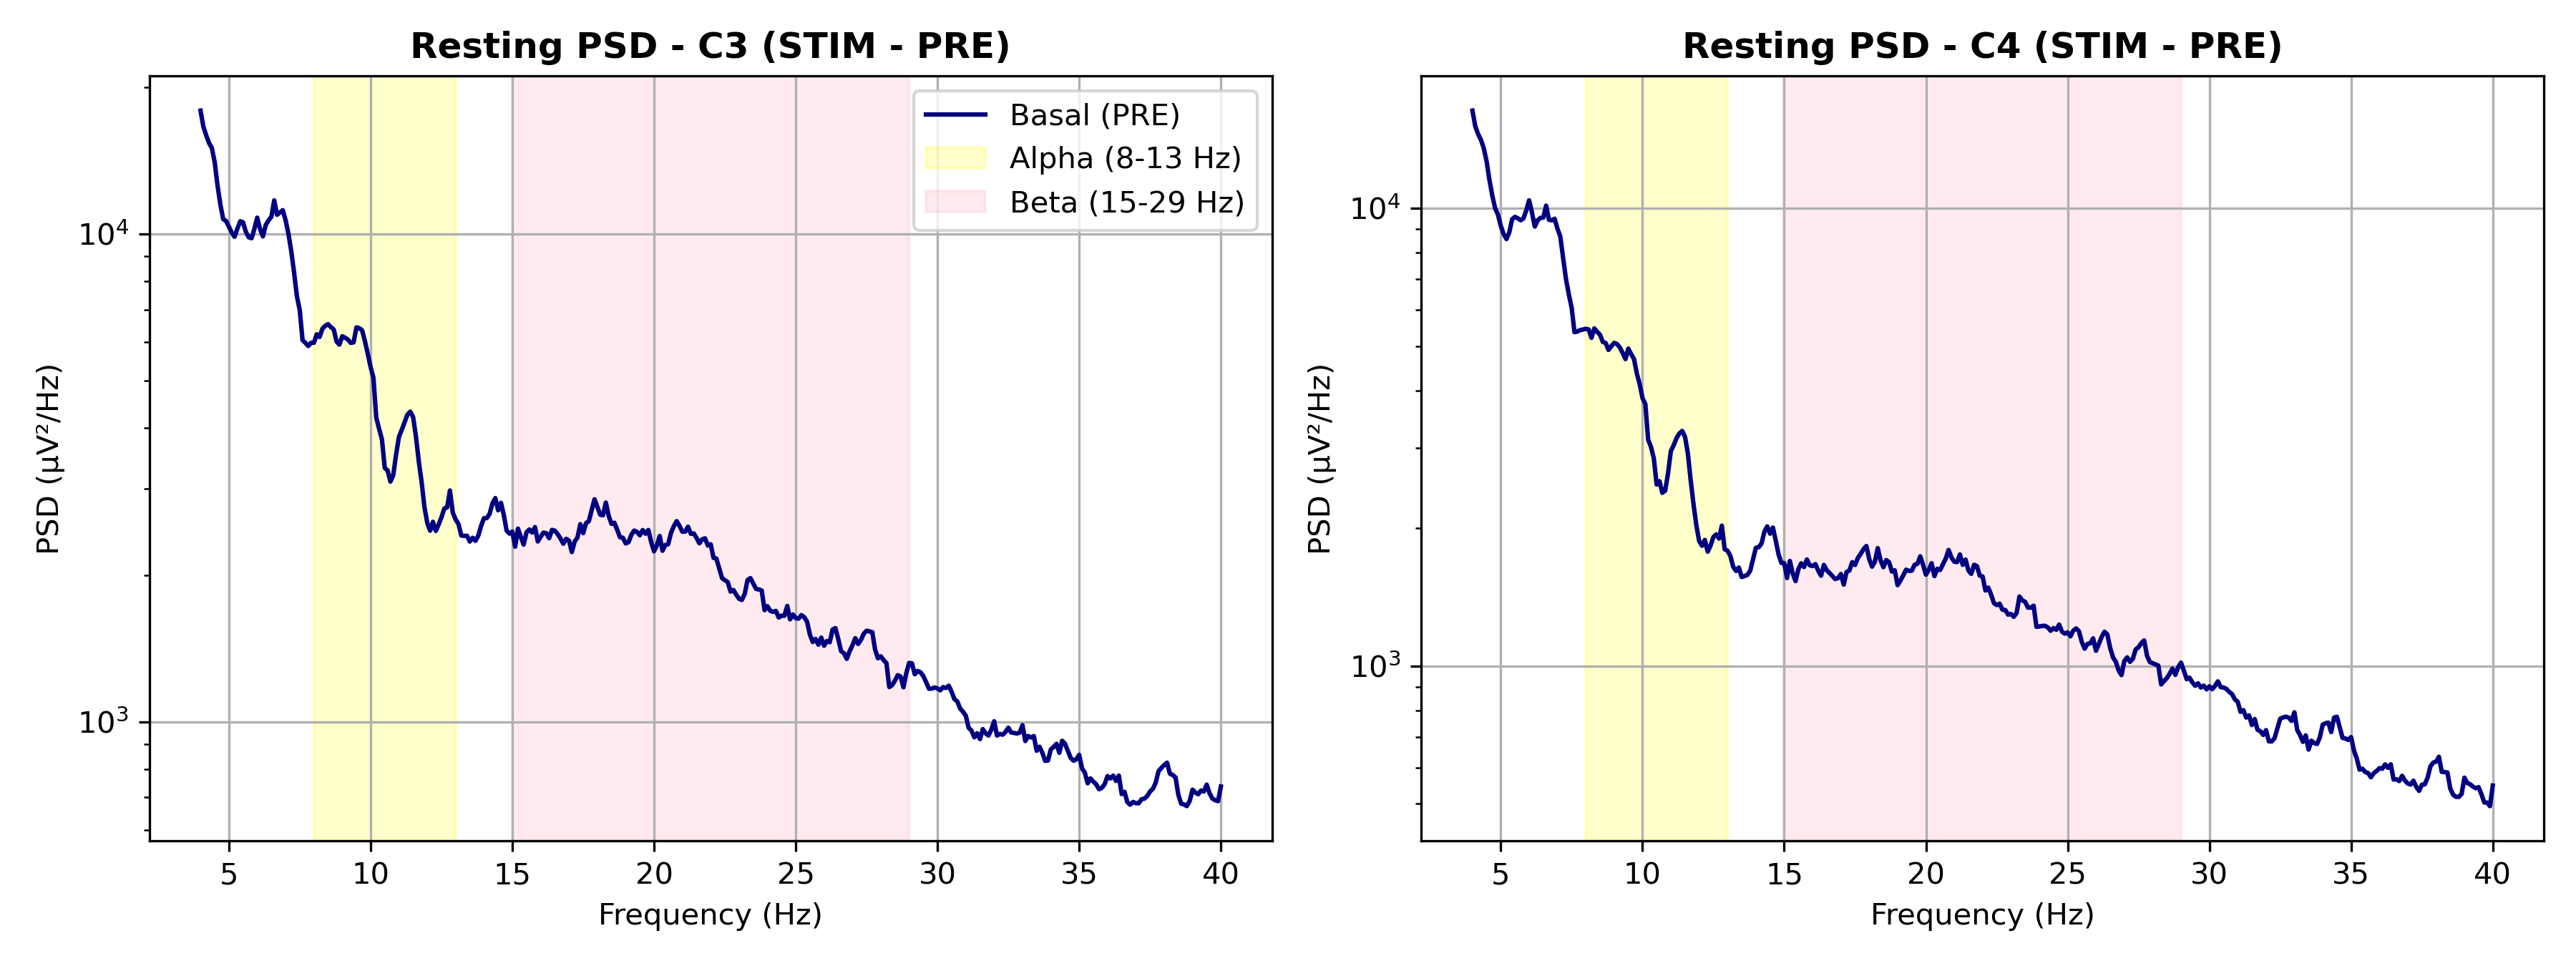 Resting PSD - C3 (STIM - PRE)
Basal (PRE)
Alpha (8-13 Hz)
Beta (15-29 Hz)
10⁴
10³
PSD (µV²/Hz)
5 10 15 20 25 30 35 40
Frequency (Hz)
Resting PSD - C4 (STIM - PRE)
10⁴
10³
PSD (µV²/Hz)
5 10 15 20 25 30 35 40
Frequency (Hz)